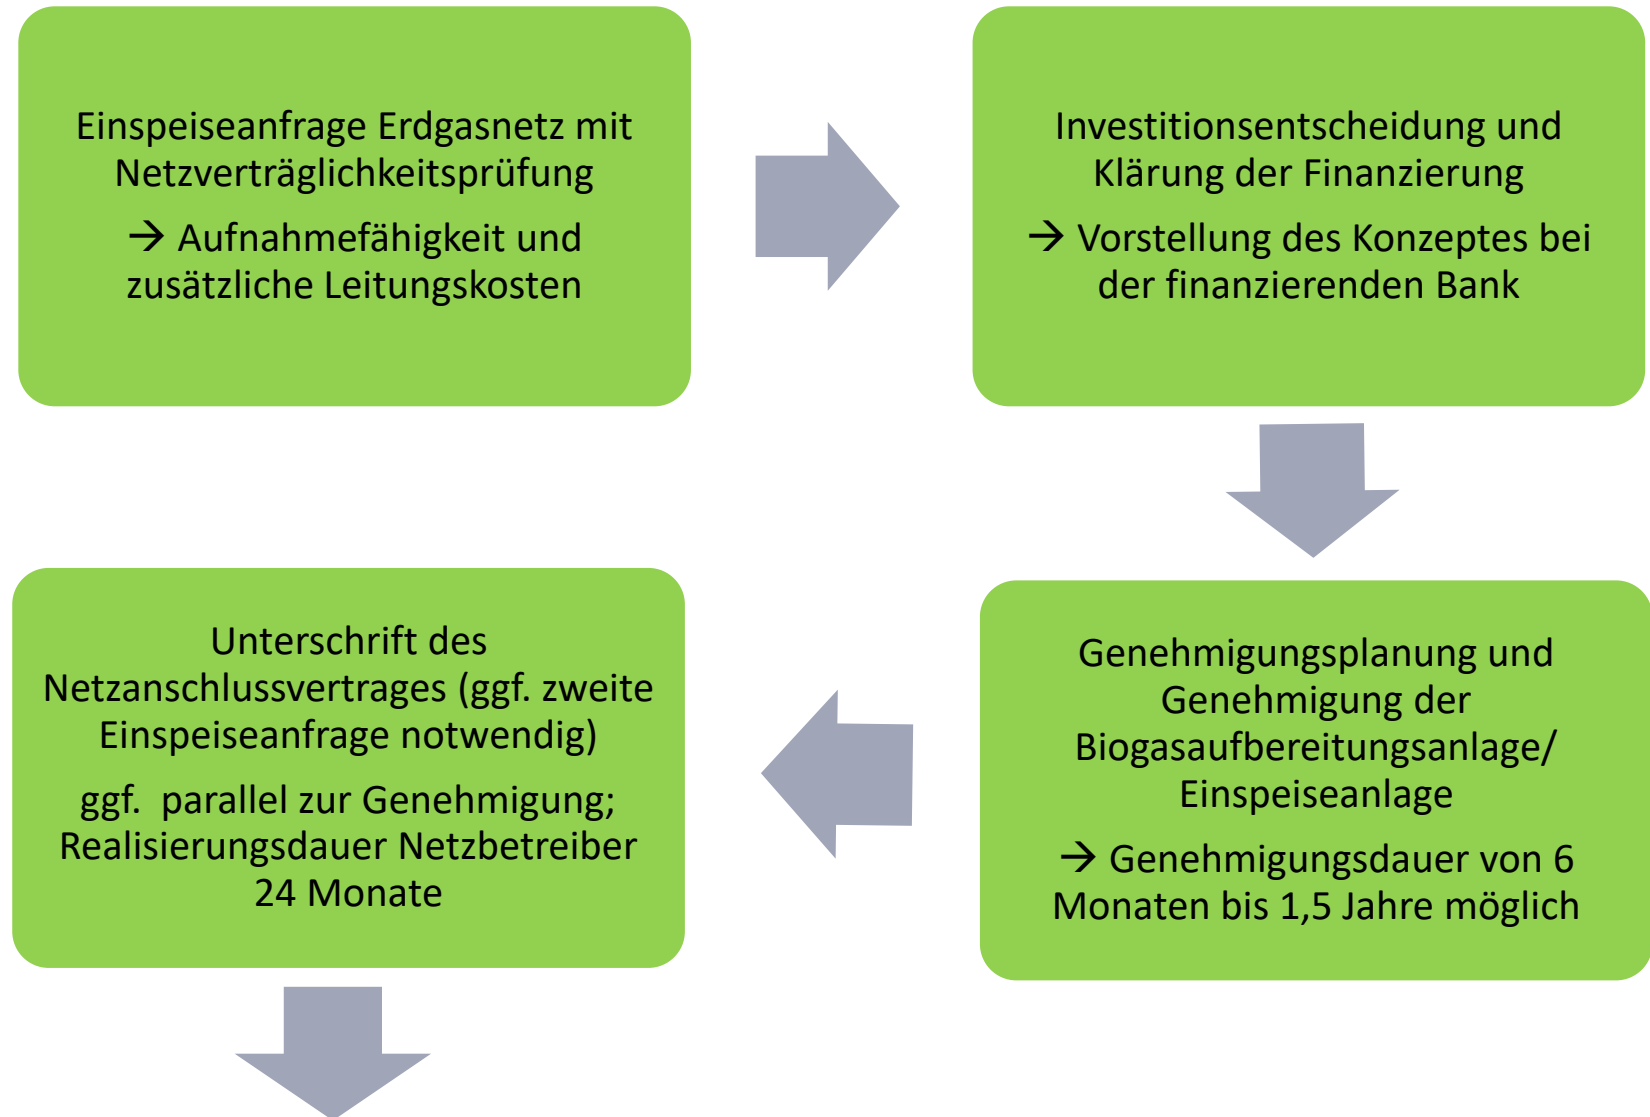 Einspeiseanfrage Erdgasnetz mit
Netzverträglichkeitsprüfung
→ Aufnahmefähigkeit und
zusätzliche Leitungskosten
Investitionsentscheidung und
Klärung der Finanzierung
→ Vorstellung des Konzeptes bei
der finanzierenden Bank
Genehmigungsplanung und
Genehmigung der
Biogasaufbereitungsanlage/
Einspeiseanlage
→ Genehmigungsdauer von 6
Monaten bis 1,5 Jahre möglich
Unterschrift des
Netzanschlussvertrages (ggf. zweite
Einspeiseanfrage notwendig)
ggf. parallel zur Genehmigung;
Realisierungsdauer Netzbetreiber
24 Monate